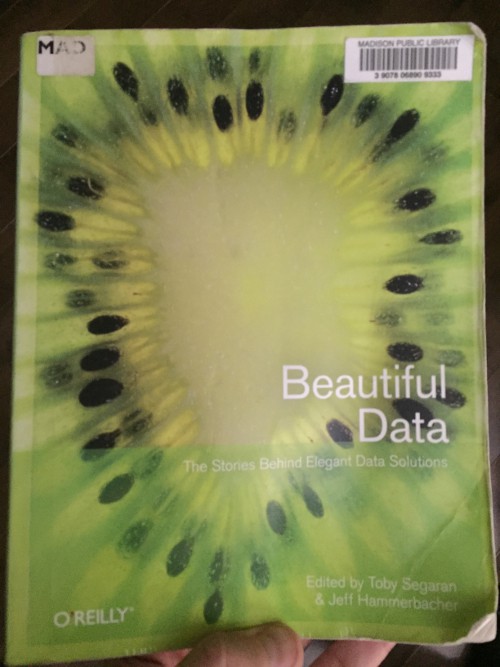 MAD
MADISON PUBLIC LIBRARY
3 9078 06890 9333
Beautiful
Data
The Stories Behind Elegant Data Solutions
Edited by Toby Segaran
& Jeff Hammerbacher
O'REILLY®